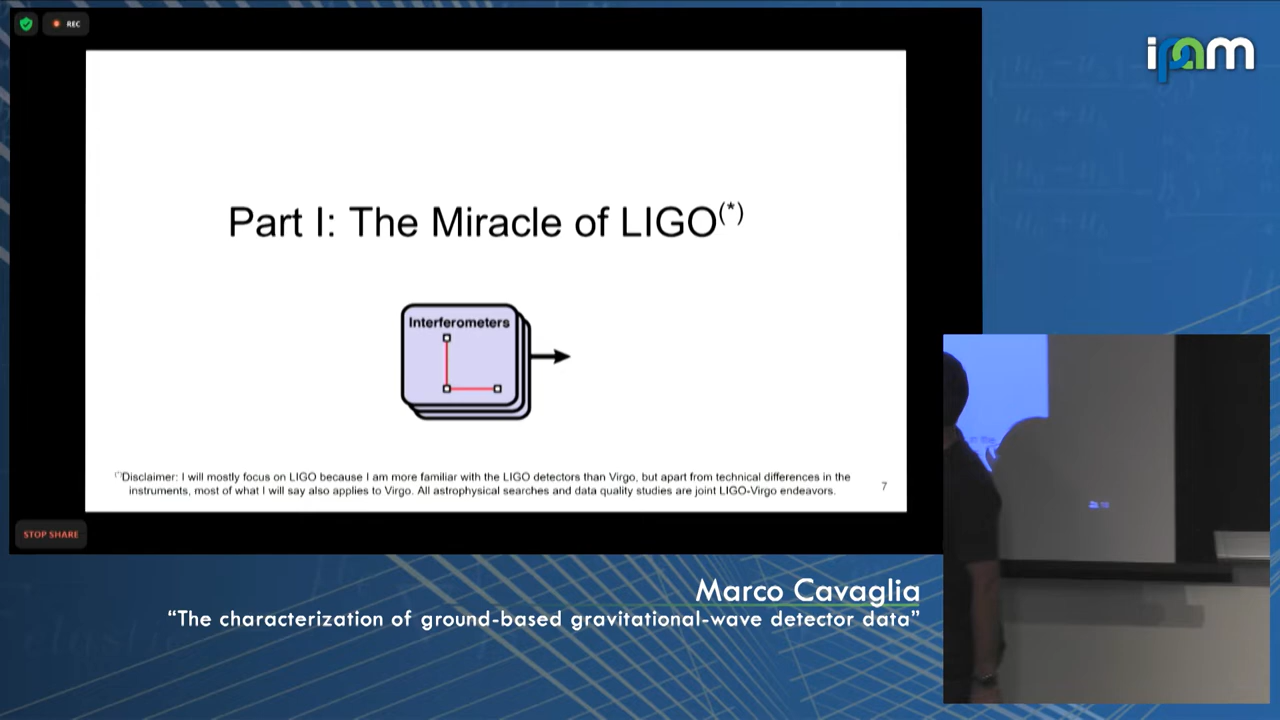 REC
ipam
Part I: The Miracle of LIGO(*)
Interferometers
(*)Disclaimer: I will mostly focus on LIGO because I am more familiar with the LIGO detectors than Virgo, but apart from technical differences in the
instruments, most of what I will say also applies to Virgo. All astrophysical searches and data quality studies are joint LIGO-Virgo endeavors.
7
STOP SHARE
Marco Cavaglia
“The characterization of ground-based gravitational-wave detector data”